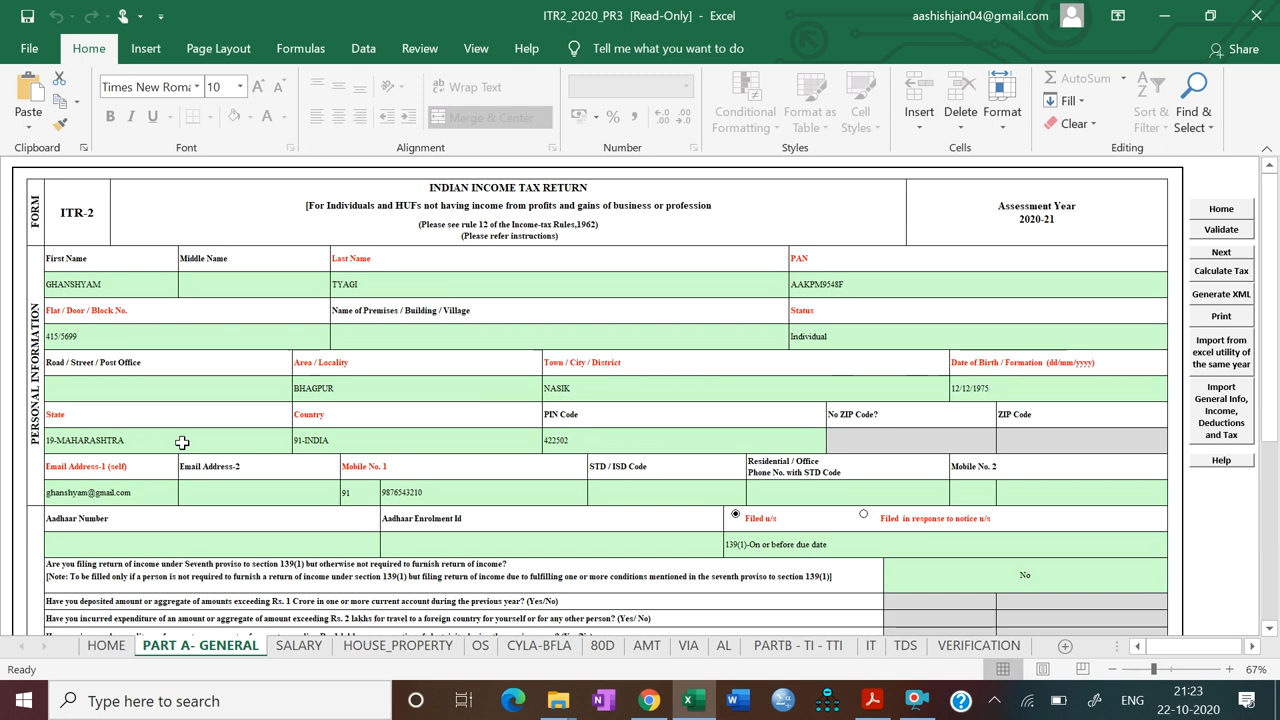 ITR2_2020_PR3 [Read-Only] - Excel
aashishjain04@gmail.com
File Home Insert Page Layout Formulas Data Review View Help Tell me what you want to do Share
Times New Roma 10
Wrap Text
Merge & Center
Paste
Conditional Formatting
Format as Table
Cell Styles
Insert Delete Format
AutoSum
Fill
Clear
Sort & Filter
Find & Select
Clipboard Font Alignment Number Styles Cells Editing
FORM
ITR-2
INDIAN INCOME TAX RETURN
[For Individuals and HUFs not having income from profits and gains of business or profession
(Please see rule 12 of the Income-tax Rules,1962)
(Please refer instructions)
Assessment Year
2020-21
PERSONAL INFORMATION
First Name Middle Name Last Name PAN
GHANSHYAM TYAGI AAKPM9548F
Flat / Door / Block No. Name of Premises / Building / Village Status
415/5699 Individual
Road / Street / Post Office Area / Locality Town / City / District Date of Birth / Formation (dd/mm/yyyy)
BHAGPUR NASIK 12/12/1975
State Country PIN Code No ZIP Code? ZIP Code
19-MAHARASHTRA 91-INDIA 422502
Email Address-1 (self) Email Address-2 Mobile No. 1 STD / ISD Code Residential / Office Phone No. with STD Code Mobile No. 2
ghanshyam@gmail.com 91 9876543210
Aadhaar Number Aadhaar Enrolment Id Filed u/s Filed in response to notice u/s
139(1)-On or before due date
Are you filing return of income under Seventh proviso to section 139(1) but otherwise not required to furnish return of income?
[Note: To be filled only if a person is not required to furnish a return of income under section 139(1) but filing return of income due to fulfilling one or more conditions mentioned in the seventh proviso to section 139(1)]
No
Have you deposited amount or aggregate of amounts exceeding Rs. 1 Crore in one or more current account during the previous year? (Yes/No)
Have you incurred expenditure of an amount or aggregate of amount exceeding Rs. 2 lakhs for travel to a foreign country for yourself or for any other person? (Yes/ No)
Home
Validate
Next
Calculate Tax
Generate XML
Print
Import from
excel utility of
the same year
Import
General Info,
Income,
Deductions
and Tax
Help
HOME PART A- GENERAL SALARY HOUSE_PROPERTY OS CYLA-BFLA 80D AMT VIA AL PARTB - TI - TTI IT TDS VERIFICATION
Ready
67%
Type here to search
ENG
21:23
22-10-2020